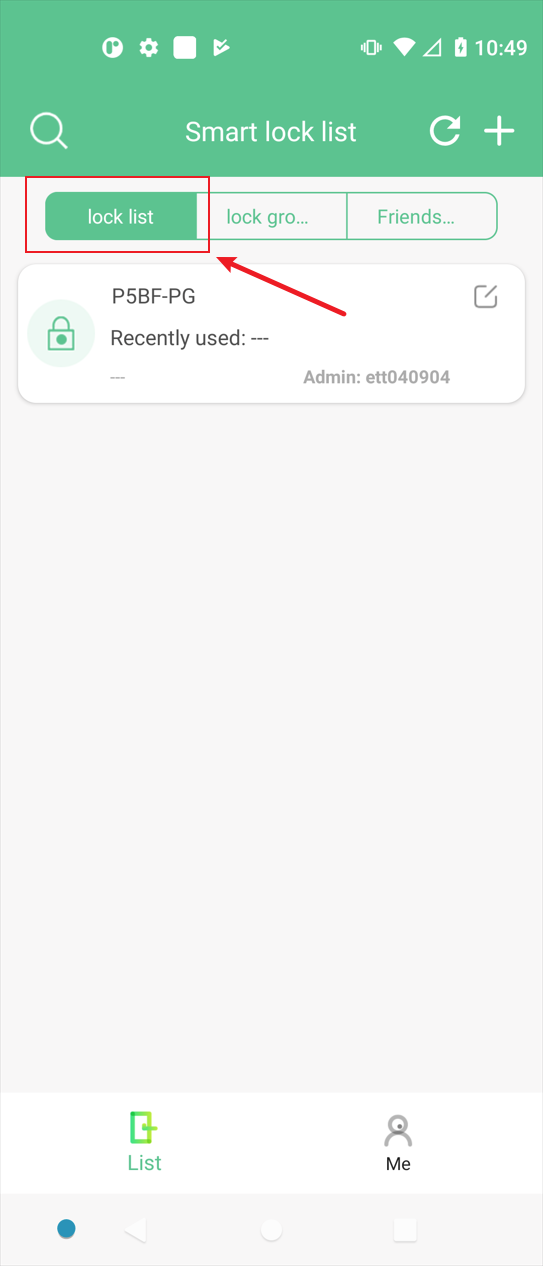 10:49
Smart lock list
lock list
lock gro...
Friends...
P5BF-PG
Recently used: ---
---
Admin: ett040904
List
Me